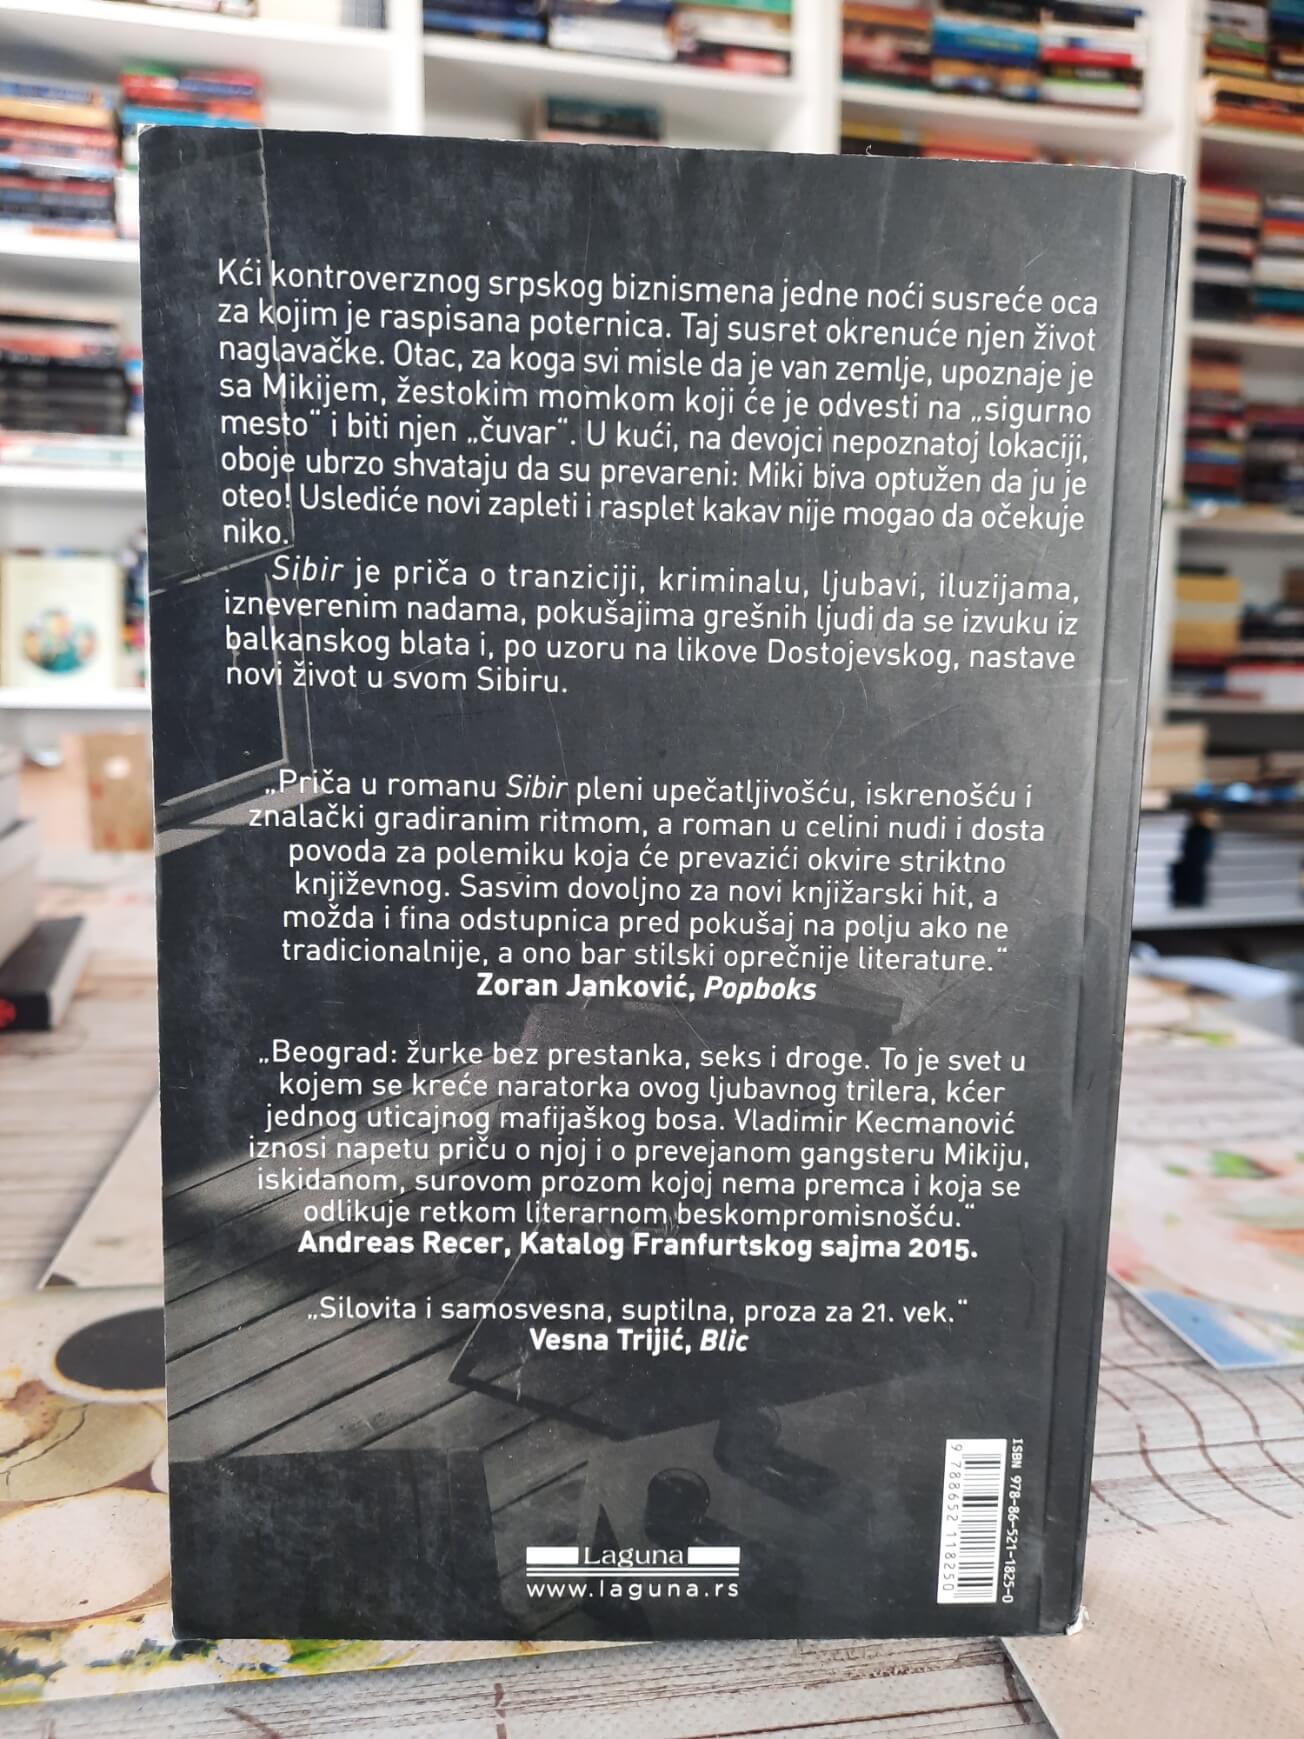 Kći kontroverznog srpskog biznismena jedne noći susreće oca
za kojim je raspisana poternica. Taj susret okrenuće njen život
naglavačke. Otac, za koga svi misle da je van zemlje, upoznaje je
sa Mikijem, žestokim momkom koji će je odvesti na „sigurno
mesto“ i biti njen „čuvar“. U kući, na devojci nepoznatoj lokaciji,
oboje ubrzo shvataju da su prevareni: Miki biva optužen da ju je
oteo! Uslediće novi zapleti i rasplet kakav nije mogao da očekuje
niko.
Sibir je priča o tranziciji, kriminalu, ljubavi, iluzijama,
izneverenim nadama, pokušajima grešnih ljudi da se izvuku iz
balkanskog blata i, po uzoru na likove Dostojevskog, nastave
novi život u svom Sibiru.
„Priča u romanu Sibir pleni upečatljivošću, iskrenošću i
znalački gradiranim ritmom, a roman u celini nudi i dosta
povoda za polemiku koja će prevazići okvire striktno
književnog. Sasvim dovoljno za novi knjižarski hit, a
možda i fina odstupnica pred pokušaj na polju ako ne
tradicionalnije, a ono bar stilski oprečnije literature.“
Zoran Janković, Popboks
„Beograd: žurke bez prestanka, seks i droge. To je svet u
kojem se kreće naratorka ovog ljubavnog trilera, kćer
jednog uticajnog mafijaškog bosa. Vladimir Kecmanović
iznosi napetu priču o njoj i o prevejanom gangsteru Mikiju,
iskidanom, surovom prozom kojoj nema premca i koja se
odlikuje retkom literarnom beskompromisnošću.“
Andreas Recer, Katalog Franfurtskog sajma 2015.
„Silovita i samosvesna, suptilna, proza za 21. vek.“
Vesna Trijić, Blic
ISBN 978-86-521-1825-0
9 788652 118250
Laguna
www.laguna.rs